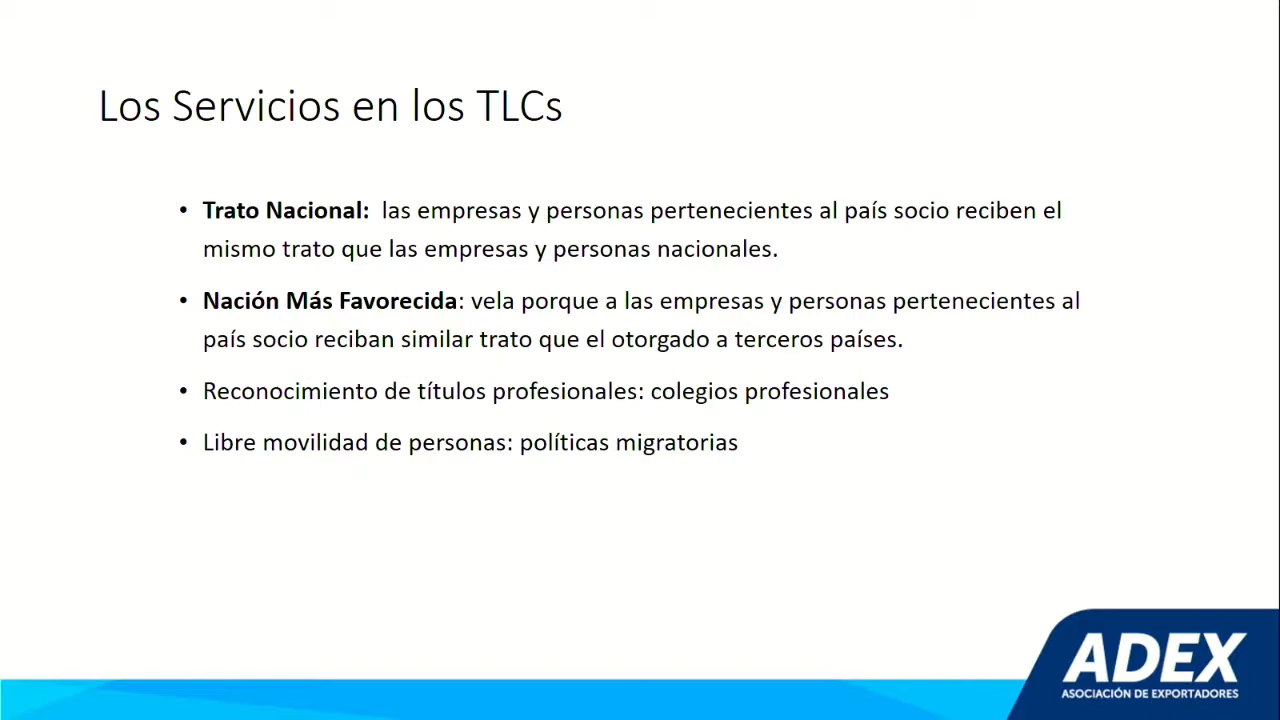 Los Servicios en los TLCs
• Trato Nacional: las empresas y personas pertenecientes al país socio reciben el
mismo trato que las empresas y personas nacionales.
• Nación Más Favorecida: vela porque a las empresas y personas pertenecientes al
país socio reciban similar trato que el otorgado a terceros países.
• Reconocimiento de títulos profesionales: colegios profesionales
• Libre movilidad de personas: políticas migratorias
ADEX
ASOCIACIÓN DE EXPORTADORES